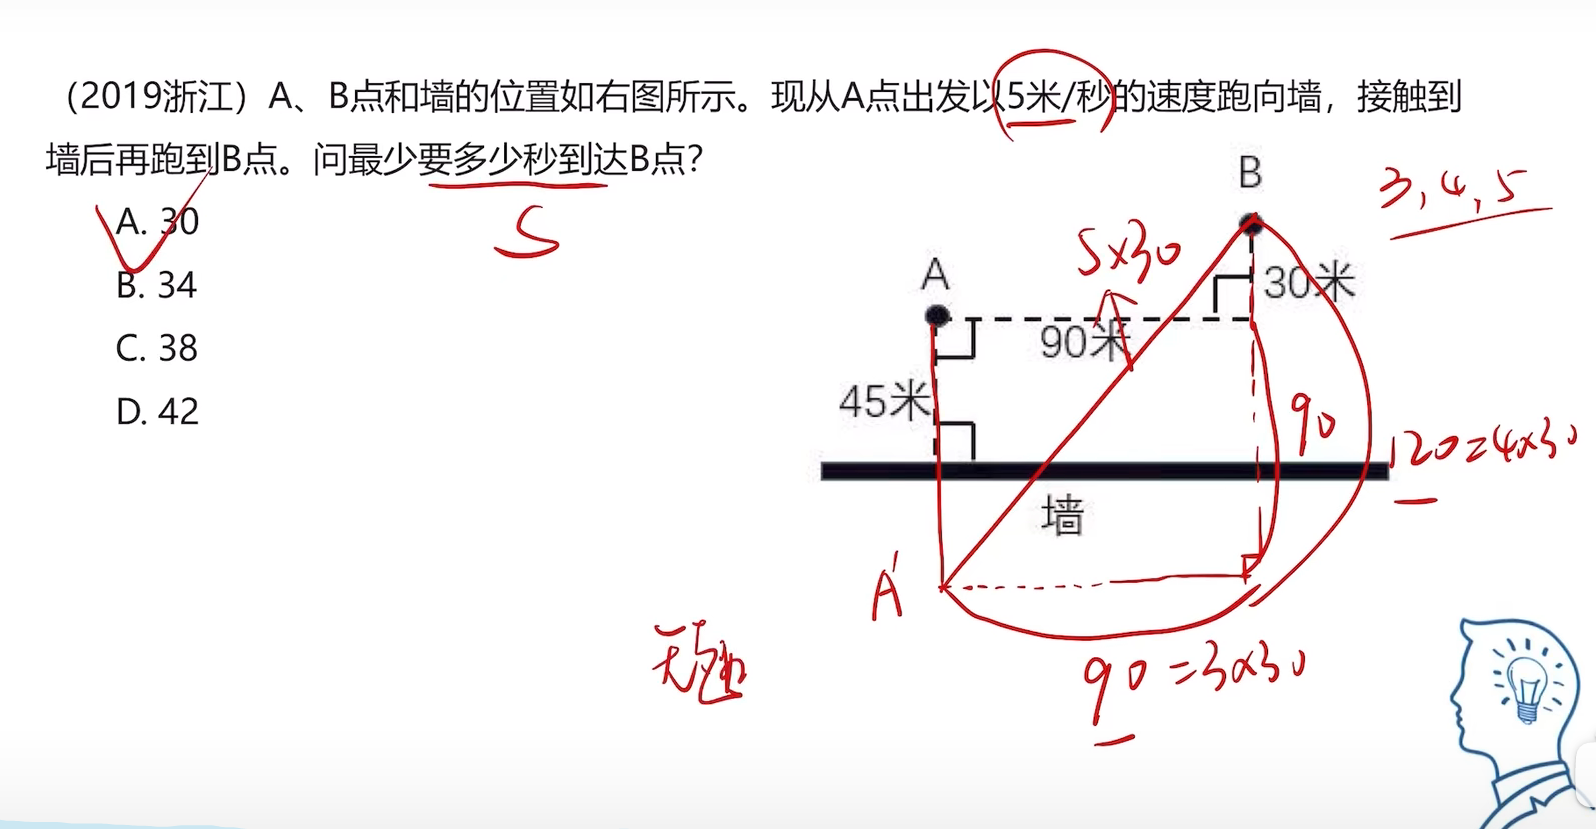 （2019浙江）A、B点和墙的位置如右图所示。现从A点出发以5米/秒的速度跑向墙，接触到
墙后再跑到B点。问最少要多少秒到达B点？
A. 30
B. 34
C. 38
D. 42
S
B
3, 4, 5
5×30
A
30米
90米
45米
90
120=4×30
墙
A'
90=3×30